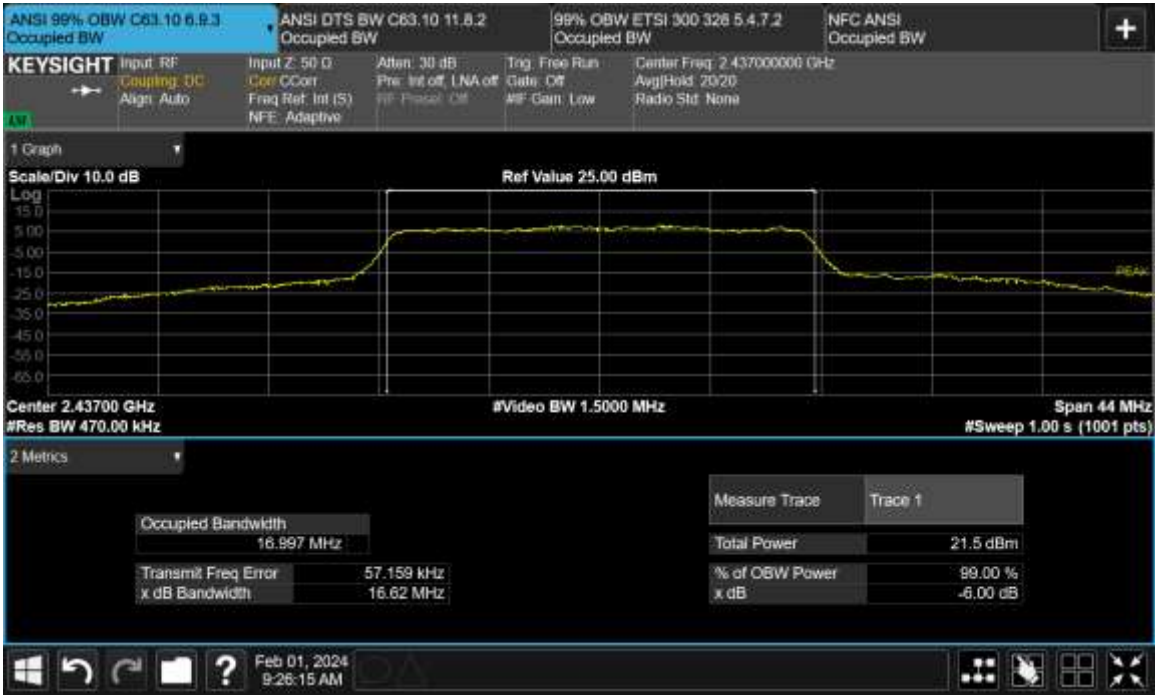 ANSI 99% OBW C63.10 6.9.3
Occupied BW
ANSI DTS BW C63.10 11.8.2
Occupied BW
99% OBW ETSI 300 328 5.4.7.2
Occupied BW
NFC ANSI
Occupied BW
KEYSIGHT
Input: RF
Coupling: DC
Align: Auto
Input Z: 50 Ω
Corr CCorr
Freq Ref: Int (S)
NFE: Adaptive
Atten: 30 dB
Pre: Int off, LNA off
RF Presel: Off
Trig: Free Run
Gate: Off
#IF Gain: Low
Center Freq: 2.437000000 GHz
Avg|Hold: 20/20
Radio Std: None
1 Graph
Scale/Div 10.0 dB
Ref Value 25.00 dBm
Log
15.0
5.00
-5.00
-15.0
-25.0
-35.0
-45.0
-55.0
-65.0
PEAK
Center 2.43700 GHz
#Video BW 1.5000 MHz
Span 44 MHz
#Res BW 470.00 kHz
#Sweep 1.00 s (1001 pts)
2 Metrics
Measure Trace Trace 1
Occupied Bandwidth
16.997 MHz
Total Power 21.5 dBm
Transmit Freq Error 57.159 kHz
% of OBW Power 99.00 %
x dB Bandwidth 16.62 MHz
x dB -6.00 dB
?
Feb 01, 2024
9:26:15 AM